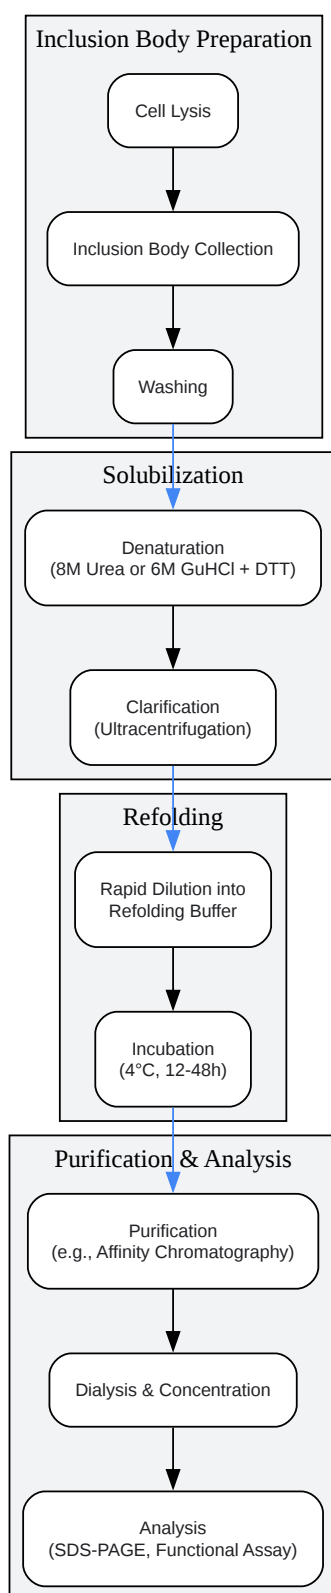 Inclusion Body Preparation
Cell Lysis
Inclusion Body Collection
Washing
Solubilization
Denaturation
(8M Urea or 6M GuHCl + DTT)
Clarification
(Ultracentrifugation)
Refolding
Rapid Dilution into
Refolding Buffer
Incubation
(4°C, 12-48h)
Purification & Analysis
Purification
(e.g., Affinity Chromatography)
Dialysis & Concentration
Analysis
(SDS-PAGE, Functional Assay)